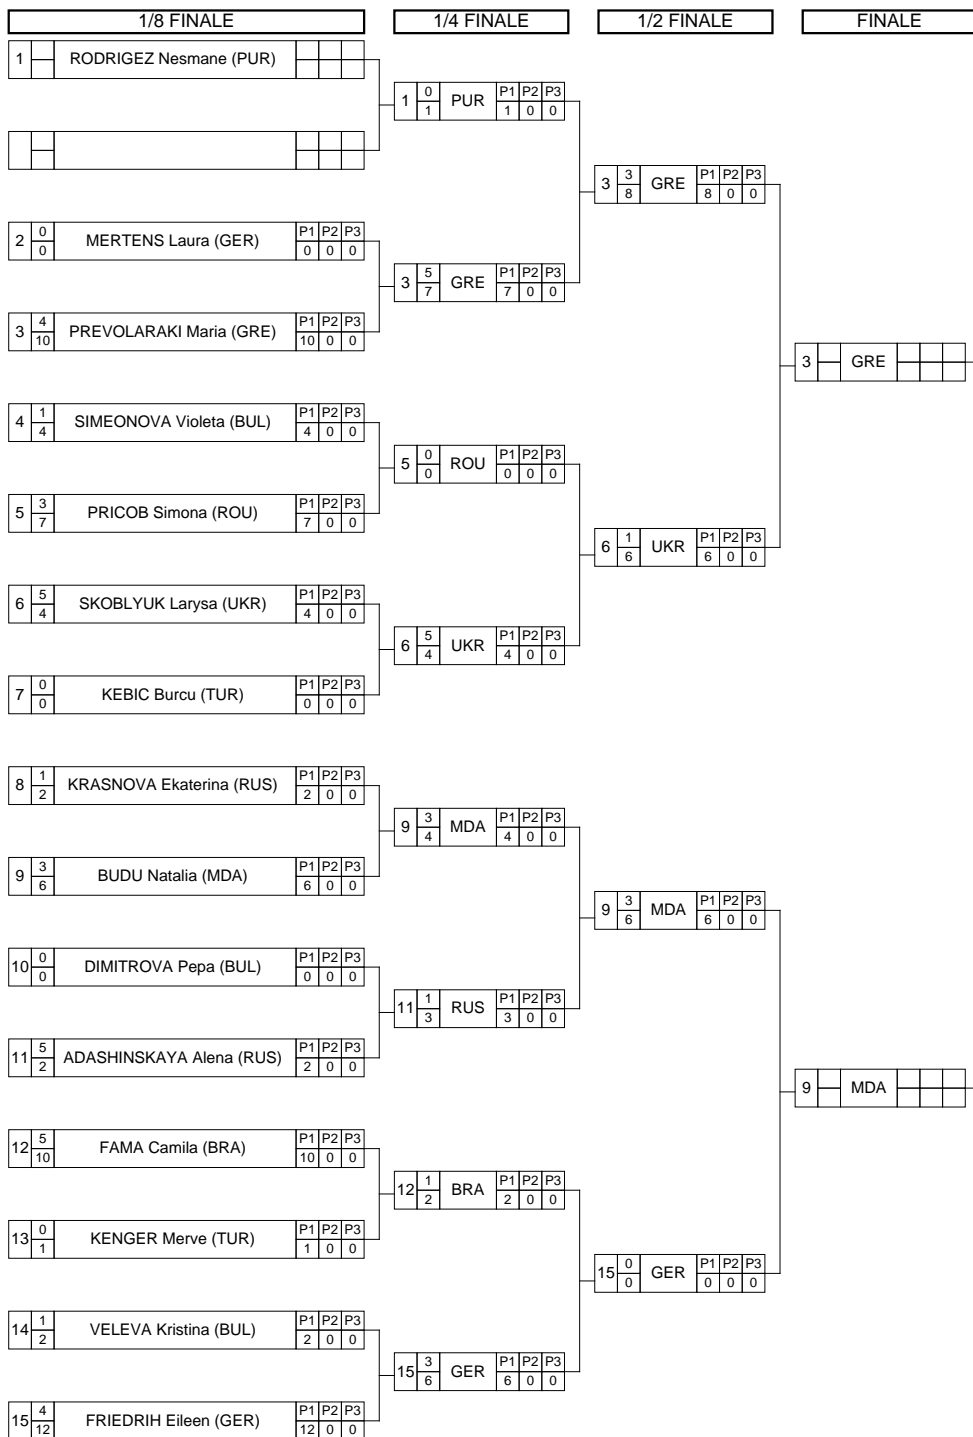 1/8 FINALE 1/4 FINALE 1/2 FINALE FINALE
1 RODRIGEZ Nesmane (PUR)
1 0 PUR P1 P2 P3
1 1 0 0
3 3 GRE P1 P2 P3
8 8 0 0
2 0 MERTENS Laura (GER) P1 P2 P3
0 0 0 0
3 5 GRE P1 P2 P3
7 7 0 0
3 4 PREVOLARAKI Maria (GRE) P1 P2 P3
10 10 0 0
3 GRE
4 1 SIMEONOVA Violeta (BUL) P1 P2 P3
4 4 0 0
5 0 ROU P1 P2 P3
0 0 0 0
5 3 PRICOB Simona (ROU) P1 P2 P3
7 7 0 0
6 1 UKR P1 P2 P3
6 6 0 0
6 5 SKOBLYUK Larysa (UKR) P1 P2 P3
4 4 0 0
6 5 UKR P1 P2 P3
4 4 0 0
7 0 KEBIC Burcu (TUR) P1 P2 P3
0 0 0 0
8 1 KRASNOVA Ekaterina (RUS) P1 P2 P3
2 2 0 0
9 3 MDA P1 P2 P3
4 4 0 0
9 3 BUDU Natalia (MDA) P1 P2 P3
6 6 0 0
9 3 MDA P1 P2 P3
6 6 0 0
10 0 DIMITROVA Pepa (BUL) P1 P2 P3
0 0 0 0
11 1 RUS P1 P2 P3
3 3 0 0
11 5 ADASHINSKAYA Alena (RUS) P1 P2 P3
2 2 0 0
9 MDA
12 5 FAMA Camila (BRA) P1 P2 P3
10 10 0 0
12 1 BRA P1 P2 P3
2 2 0 0
13 0 KENGER Merve (TUR) P1 P2 P3
1 1 0 0
15 0 GER P1 P2 P3
0 0 0 0
14 1 VELEVA Kristina (BUL) P1 P2 P3
2 2 0 0
15 3 GER P1 P2 P3
6 6 0 0
15 4 FRIEDRIH Eileen (GER) P1 P2 P3
12 12 0 0